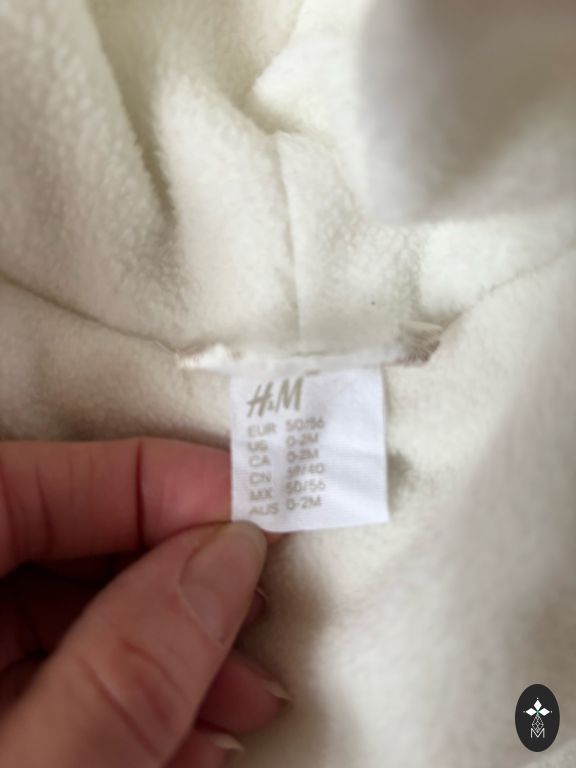 H&M
EUR 50/56
US 0-2M
CA 0-2M
CN 59/40
MX 50/56
AUS 0-2M
M